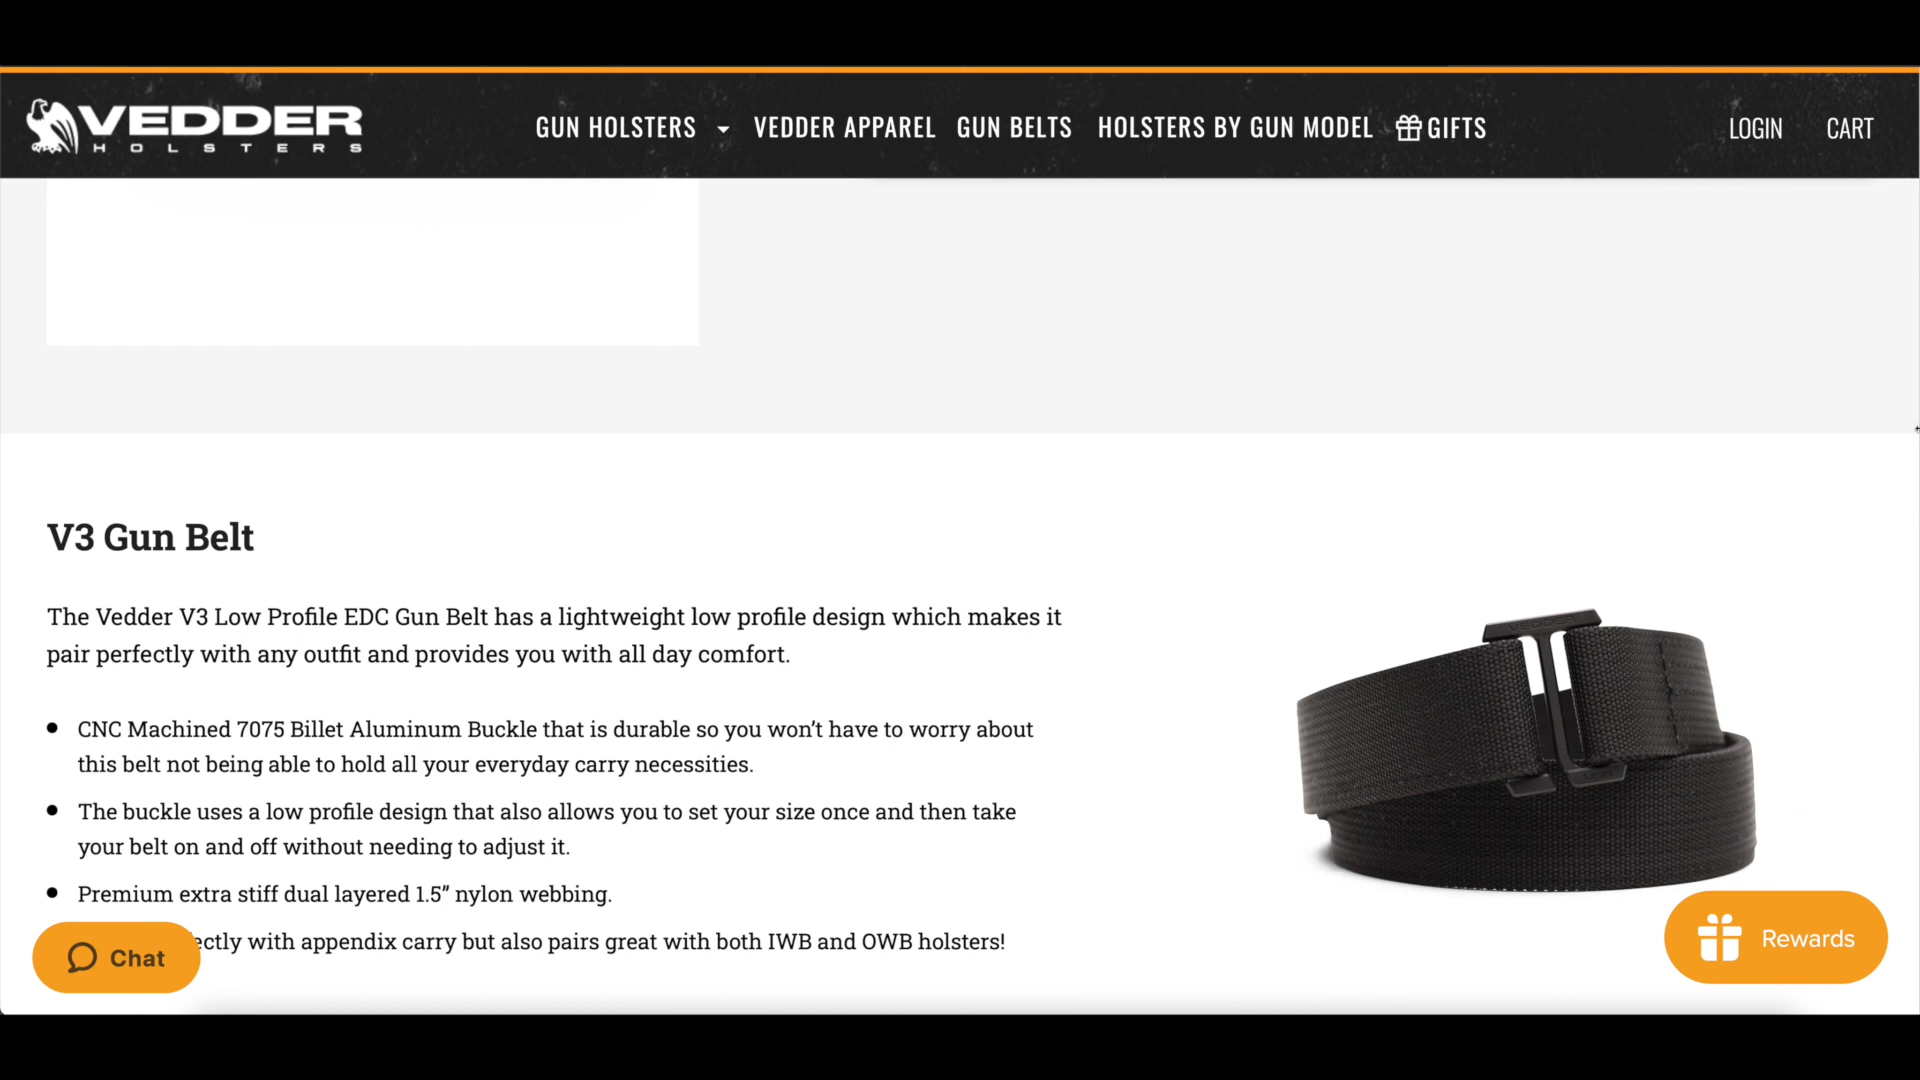 VEDDER
HOLSTERS
GUN HOLSTERS
VEDDER APPAREL
GUN BELTS
HOLSTERS BY GUN MODEL
GIFTS
LOGIN
CART
V3 Gun Belt
The Vedder V3 Low Profile EDC Gun Belt has a lightweight low profile design which makes it
pair perfectly with any outfit and provides you with all day comfort.
CNC Machined 7075 Billet Aluminum Buckle that is durable so you won’t have to worry about
this belt not being able to hold all your everyday carry necessities.
The buckle uses a low profile design that also allows you to set your size once and then take
your belt on and off without needing to adjust it.
Premium extra stiff dual layered 1.5” nylon webbing.
with appendix carry but also pairs great with both IWB and OWB holsters!
VEDDER
Chat
Rewards